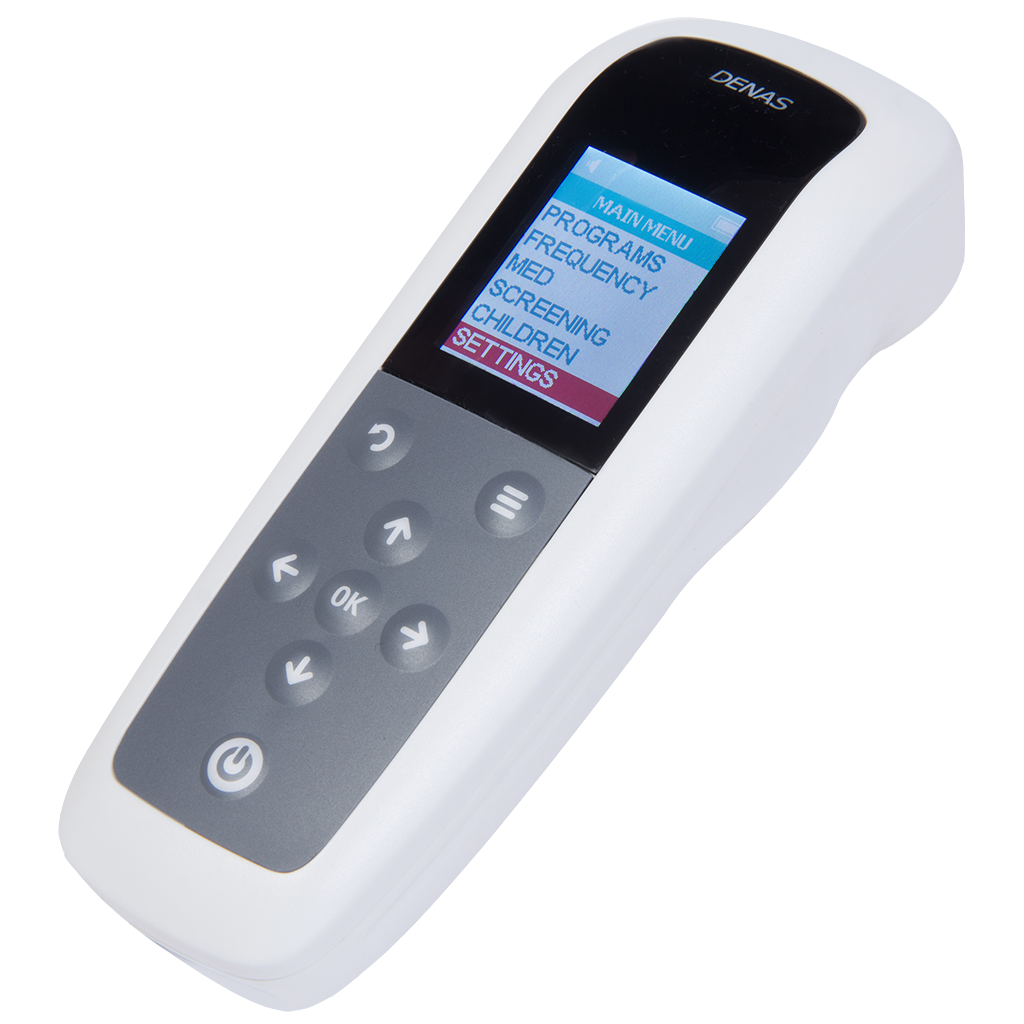 DENAS
MAIN MENU
PROGRAMS
FREQUENCY
MED
SCREENING
CHILDREN
SETTINGS
OK